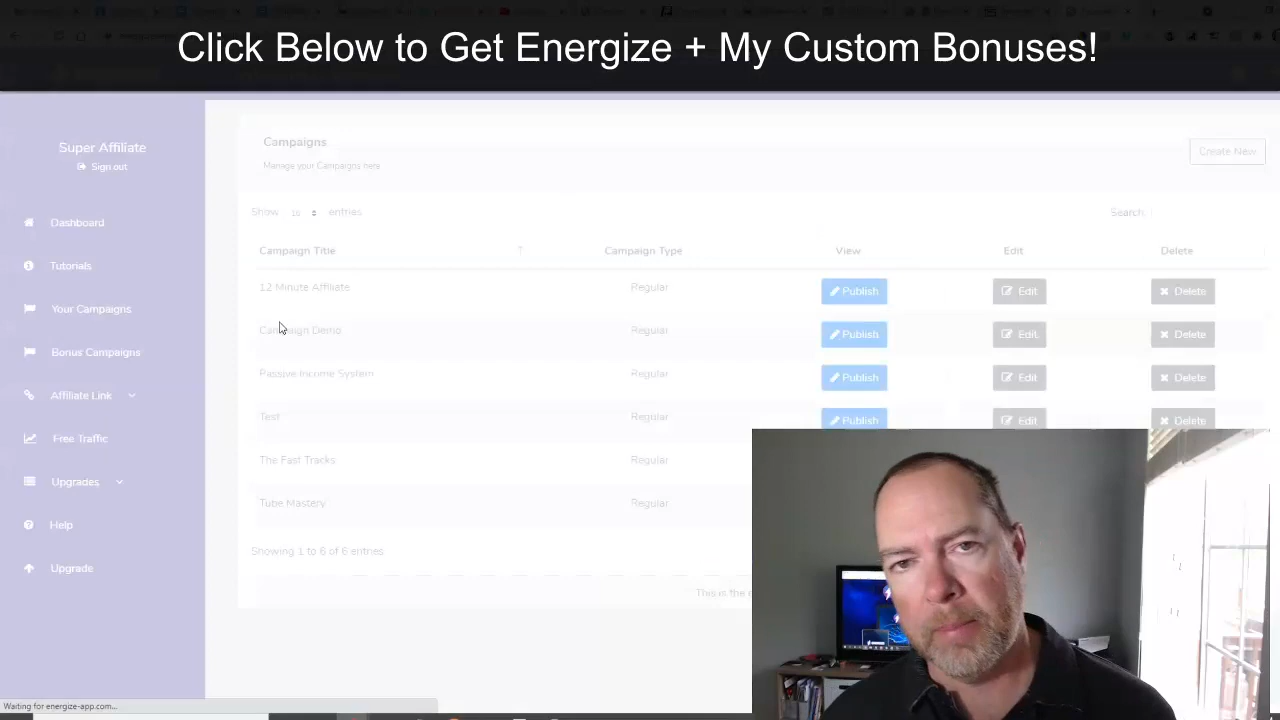 Click Below to Get Energize + My Custom Bonuses!
Super Affiliate
Sign out
Dashboard
Tutorials
Your Campaigns
Bonus Campaigns
Affiliate Link
Free Traffic
Upgrades
Help
Upgrade
Campaigns
Manage your Campaigns here
Create New
Show 10 entries
Search:
Campaign Title Campaign Type View Edit Delete
12 Minute Affiliate Regular Publish Edit Delete
Campaign Demo Regular Publish Edit Delete
Passive Income System Regular Publish Edit Delete
Test Regular Publish Edit Delete
The Fast Tracks Regular
Tube Mastery Regular
Showing 1 to 6 of 6 entries
This is the
Waiting for energize-app.com...